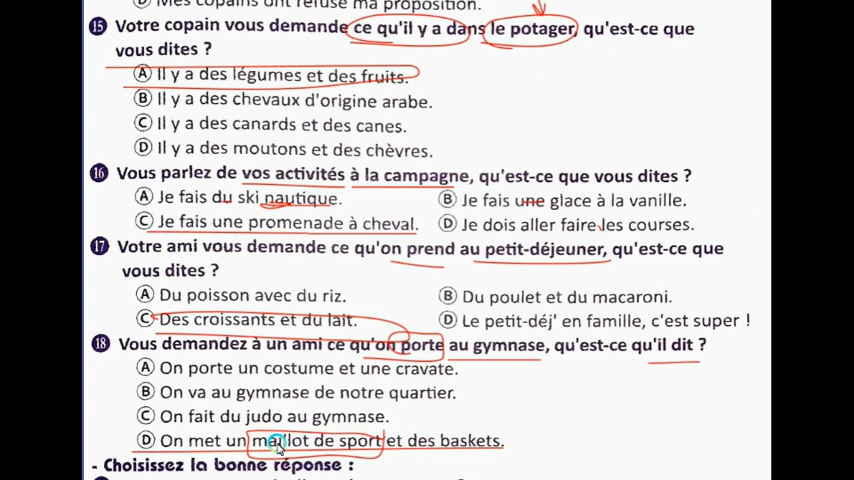 D Mes copains ont refusé ma proposition.
15 Votre copain vous demande ce qu'il y a dans le potager, qu'est-ce que
vous dites ?
A Il y a des légumes et des fruits.
B Il y a des chevaux d'origine arabe.
C Il y a des canards et des canes.
D Il y a des moutons et des chèvres.
16 Vous parlez de vos activités à la campagne, qu'est-ce que vous dites ?
A Je fais du ski nautique. B Je fais une glace à la vanille.
C Je fais une promenade à cheval. D Je dois aller faire les courses.
17 Votre ami vous demande ce qu'on prend au petit-déjeuner, qu'est-ce que
vous dites ?
A Du poisson avec du riz. B Du poulet et du macaroni.
C Des croissants et du lait. D Le petit-déj' en famille, c'est super !
18 Vous demandez à un ami ce qu'on porte au gymnase, qu'est-ce qu'il dit ?
A On porte un costume et une cravate.
B On va au gymnase de notre quartier.
C On fait du judo au gymnase.
D On met un maillot de sport et des baskets.
- Choisissez la bonne réponse :